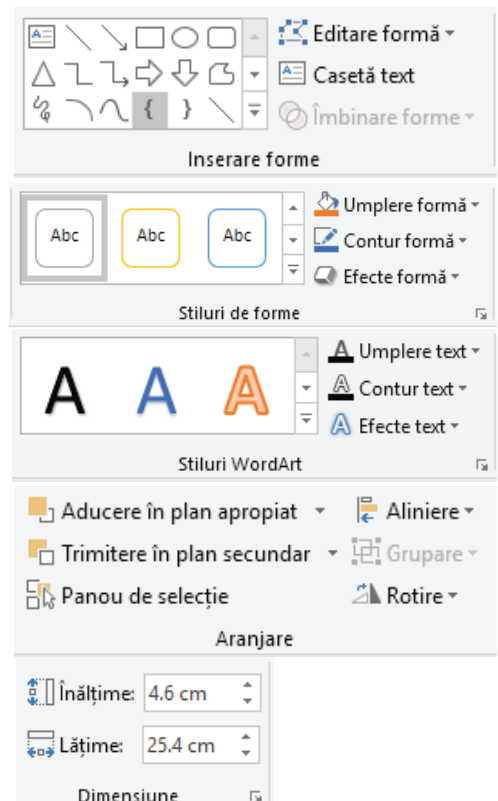 Editare formă
Casetă text
Îmbinare forme
Inserare forme
Abc Abc Abc
Umplere formă
Contur formă
Efecte formă
Stiluri de forme
A A A
Umplere text
Contur text
Efecte text
Stiluri WordArt
Aducere în plan apropiat Aliniere
Trimitere în plan secundar Grupare
Panou de selecție Rotire
Aranjare
Înălțime: 4.6 cm
Lățime: 25.4 cm
Dimensiune